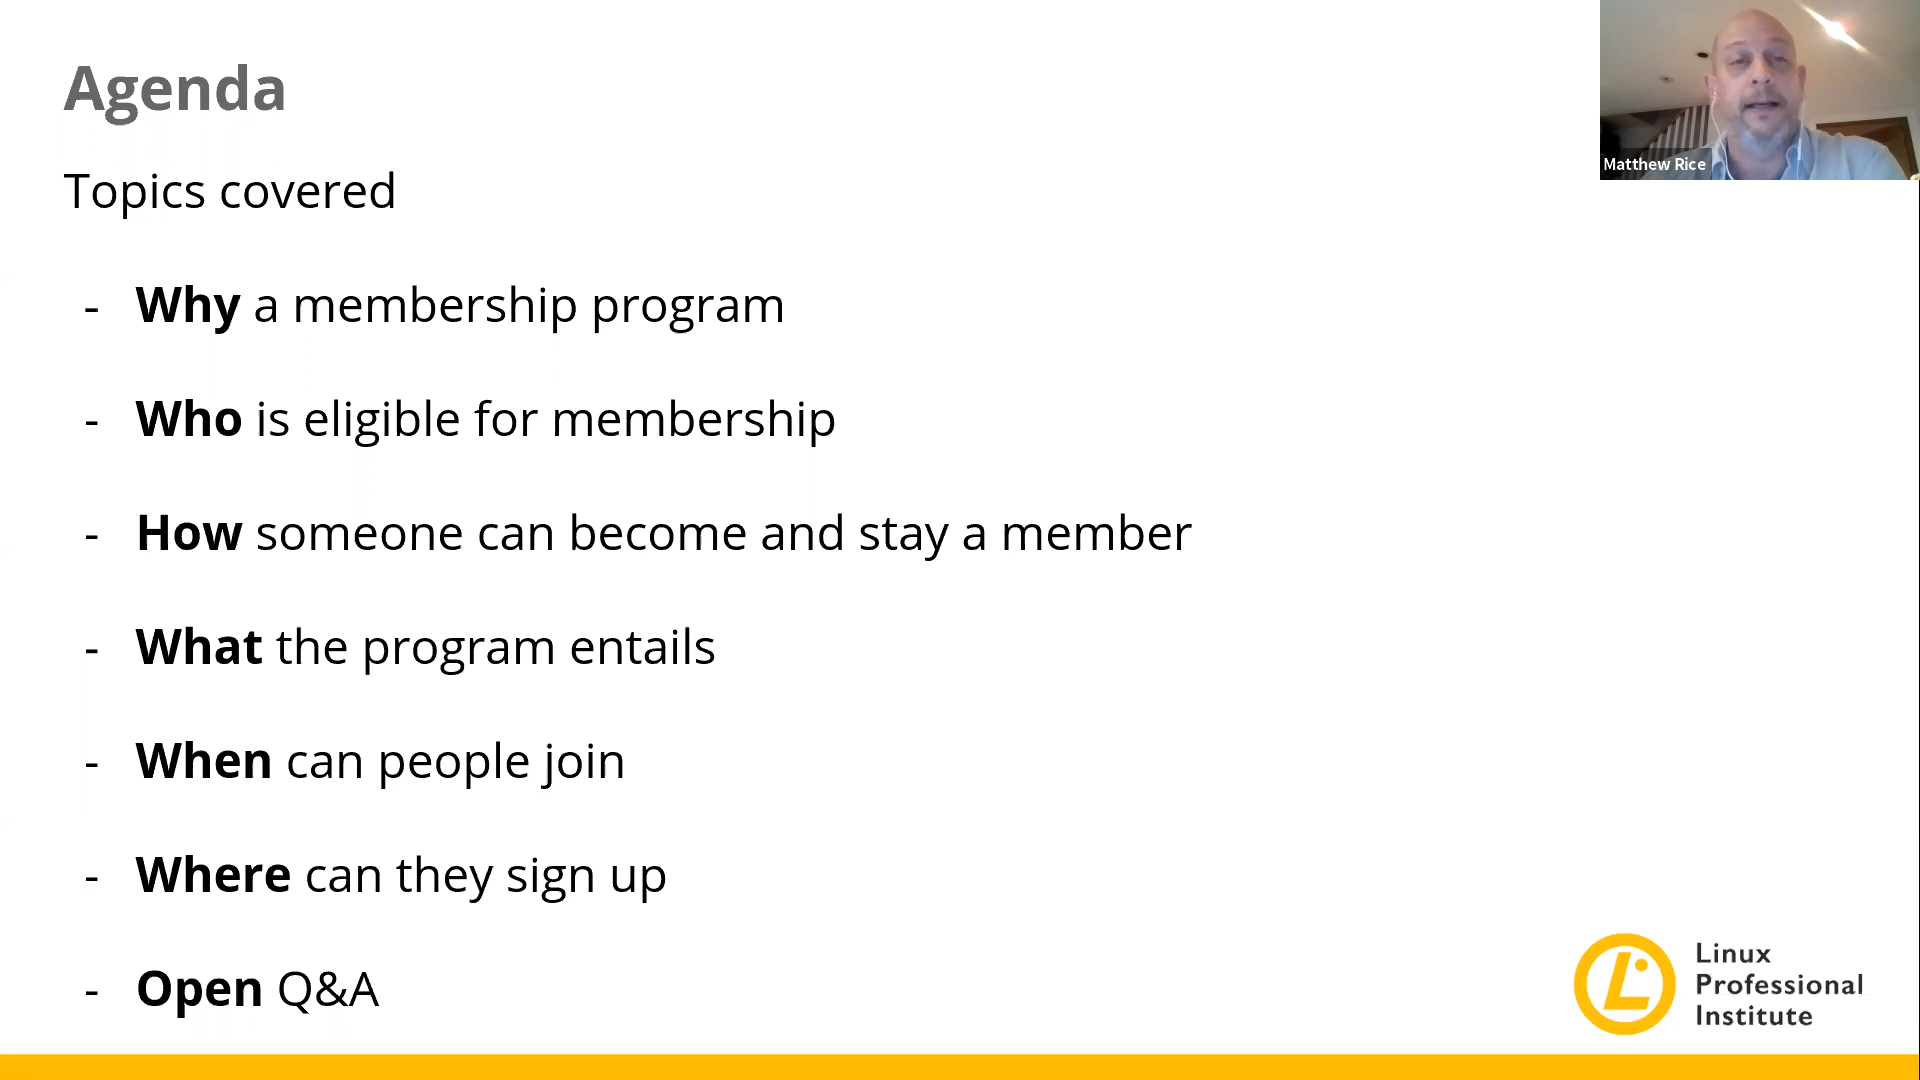 Agenda
Topics covered
- Why a membership program
- Who is eligible for membership
- How someone can become and stay a member
- What the program entails
- When can people join
- Where can they sign up
- Open Q&A
Matthew Rice
Linux
Professional
Institute